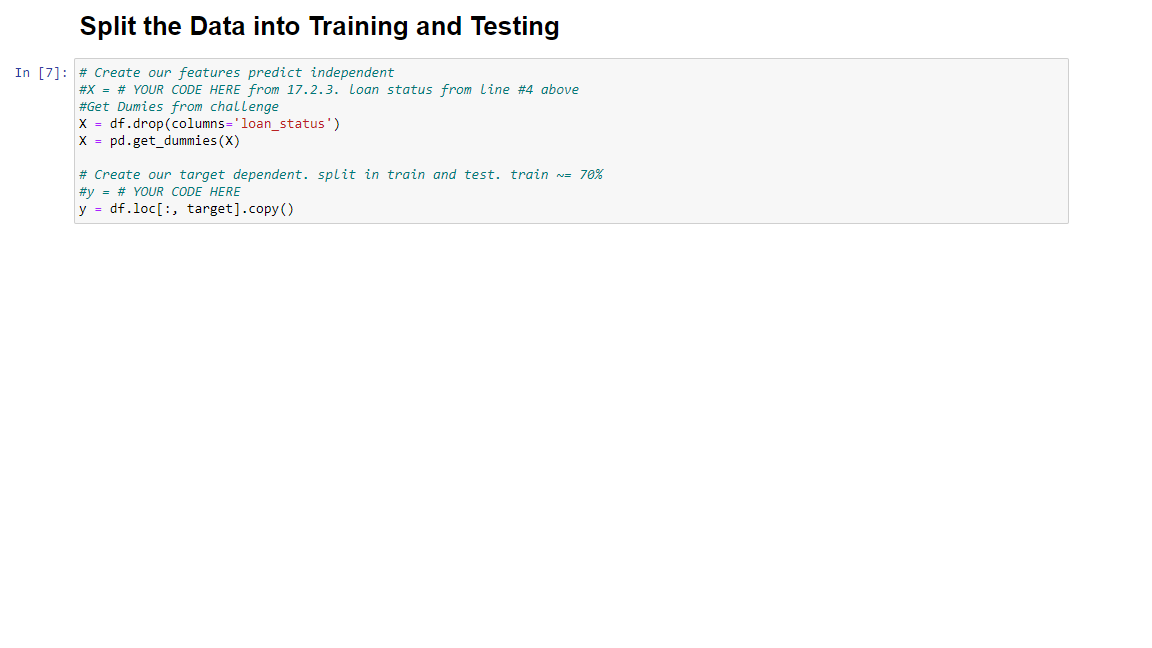 Split the Data into Training and Testing
In [7]: # Create our features predict independent
#X = # YOUR CODE HERE from 17.2.3. loan status from line #4 above
#Get Dumies from challenge
X = df.drop(columns='loan_status')
X = pd.get_dummies(X)
# Create our target dependent. split in train and test. train ~= 70%
#y = # YOUR CODE HERE
y = df.loc[:, target].copy()